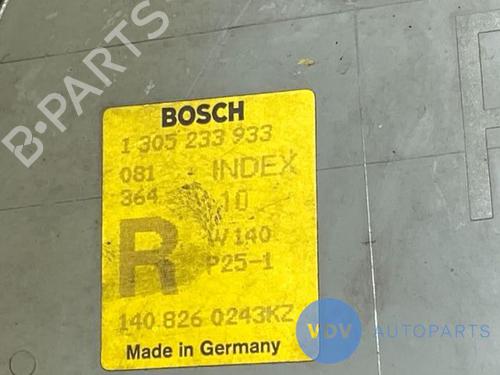 BOSCH
1 305 233 933
081 INDEX
364 10
R W140
P25-1
140 826 0243KZ
Made in Germany
B-PARTS
VDV AUTOPARTS